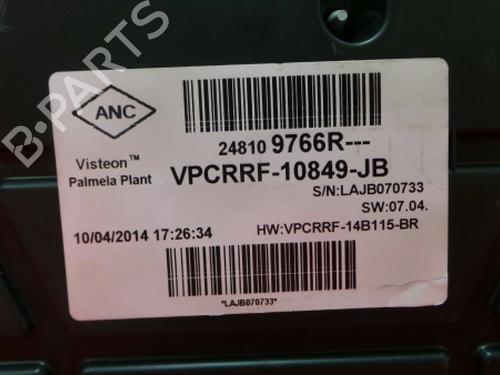 ANC
24810 9766R---
Visteon™
Palmela Plant
VPCRRF-10849-JB
S/N:LAJB070733
SW:07.04.
10/04/2014 17:26:34
HW:VPCRRF-14B115-BR
*LAJB070733*
B-PARTS